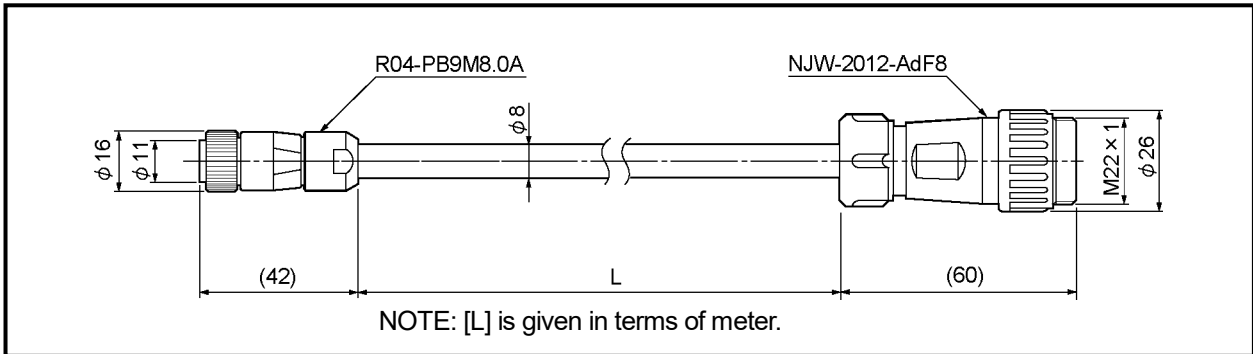 R04-PB9M8.0A
NJW-2012-AdF8
φ16
φ11
φ8
M22×1
φ26
(42)
L
(60)
NOTE: [L] is given in terms of meter.